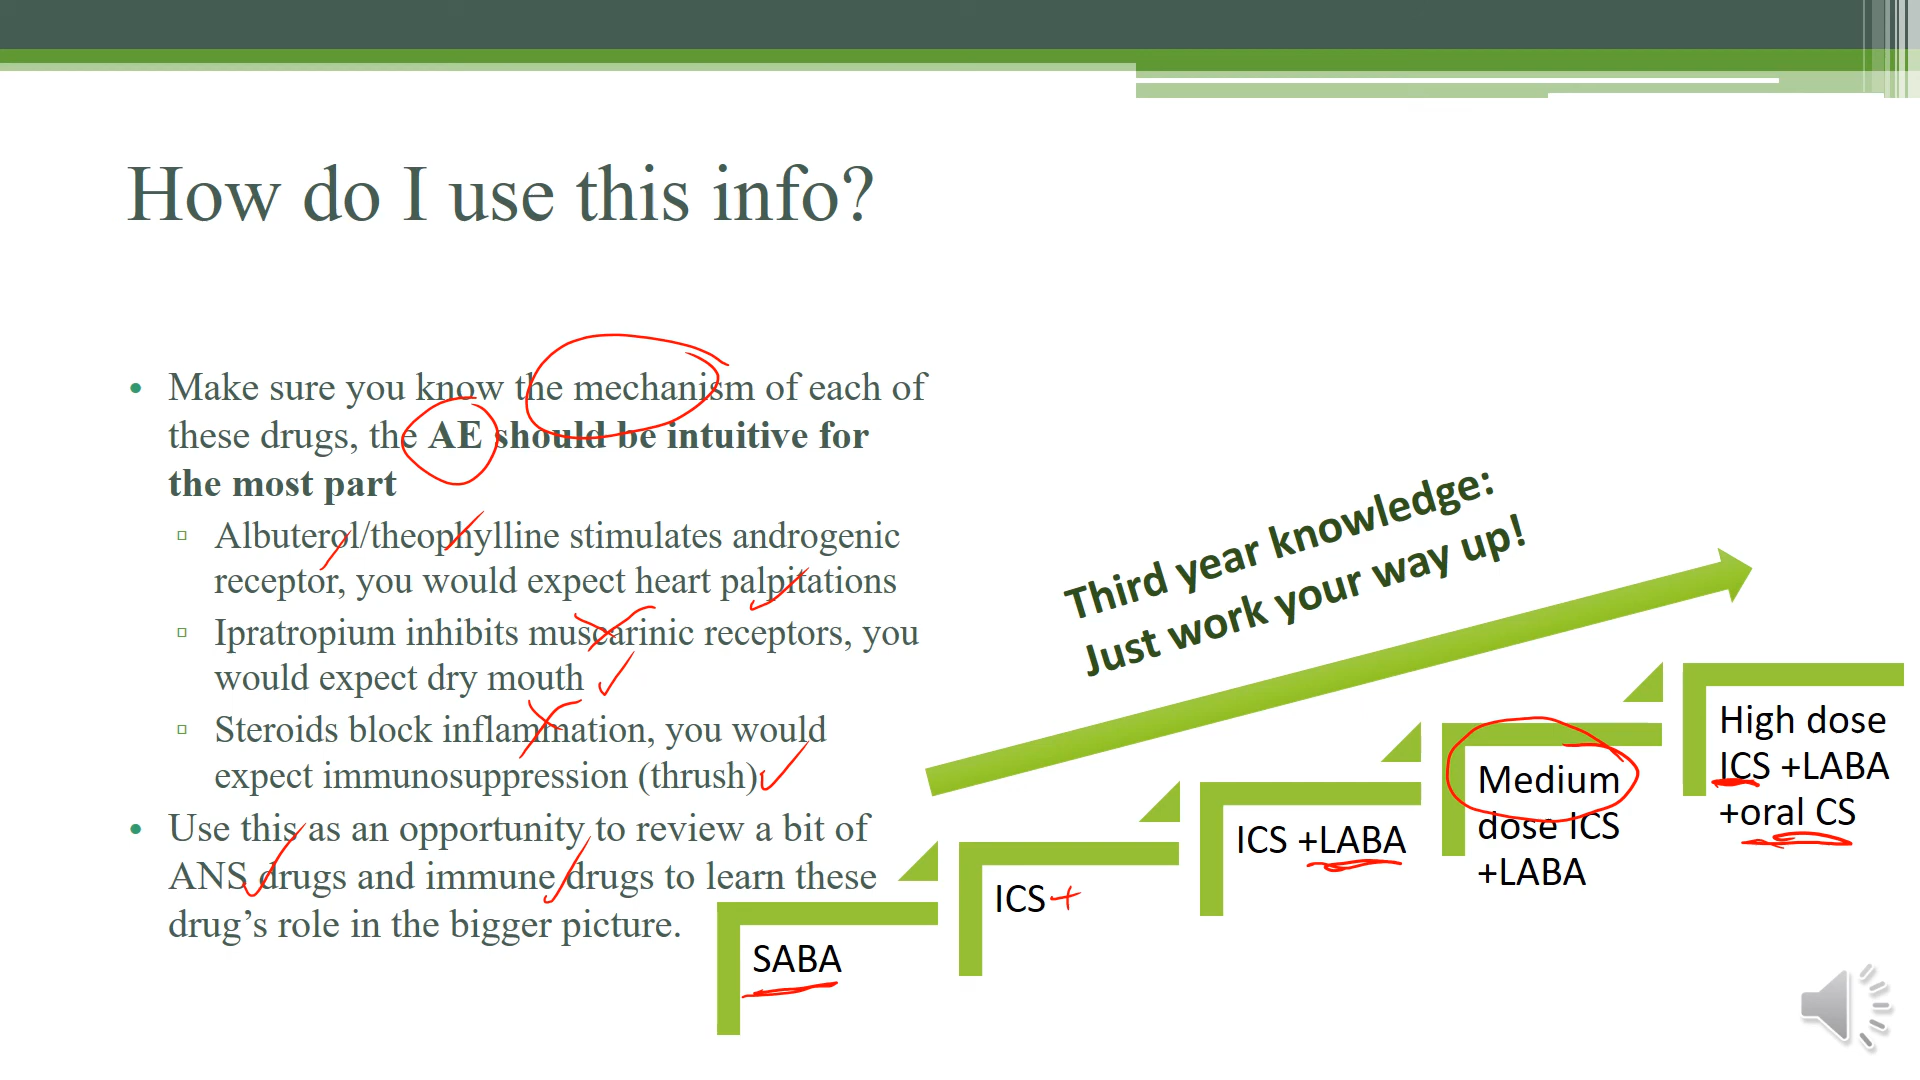 How do I use this info?
• Make sure you know the mechanism of each of
these drugs, the AE should be intuitive for
the most part
▫ Albuterol/theophylline stimulates androgenic
receptor, you would expect heart palpitations
▫ Ipratropium inhibits muscarinic receptors, you
would expect dry mouth
▫ Steroids block inflammation, you would
expect immunosuppression (thrush)
• Use this as an opportunity to review a bit of
ANS drugs and immune drugs to learn these
drug’s role in the bigger picture.
Third year knowledge:
Just work your way up!
SABA
ICS +
ICS +LABA
Medium
dose ICS
+LABA
High dose
ICS +LABA
+oral CS